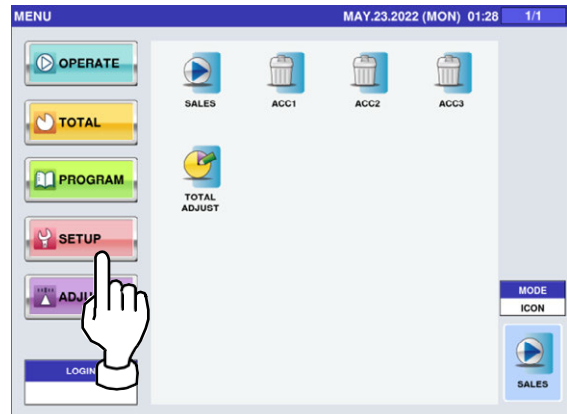 MENU MAY.23.2022 (MON) 01:28 1/1
OPERATE
TOTAL
PROGRAM
SETUP
LOGIN
SALES ACC1 ACC2 ACC3
TOTAL
ADJUST
MODE
ICON
SALES